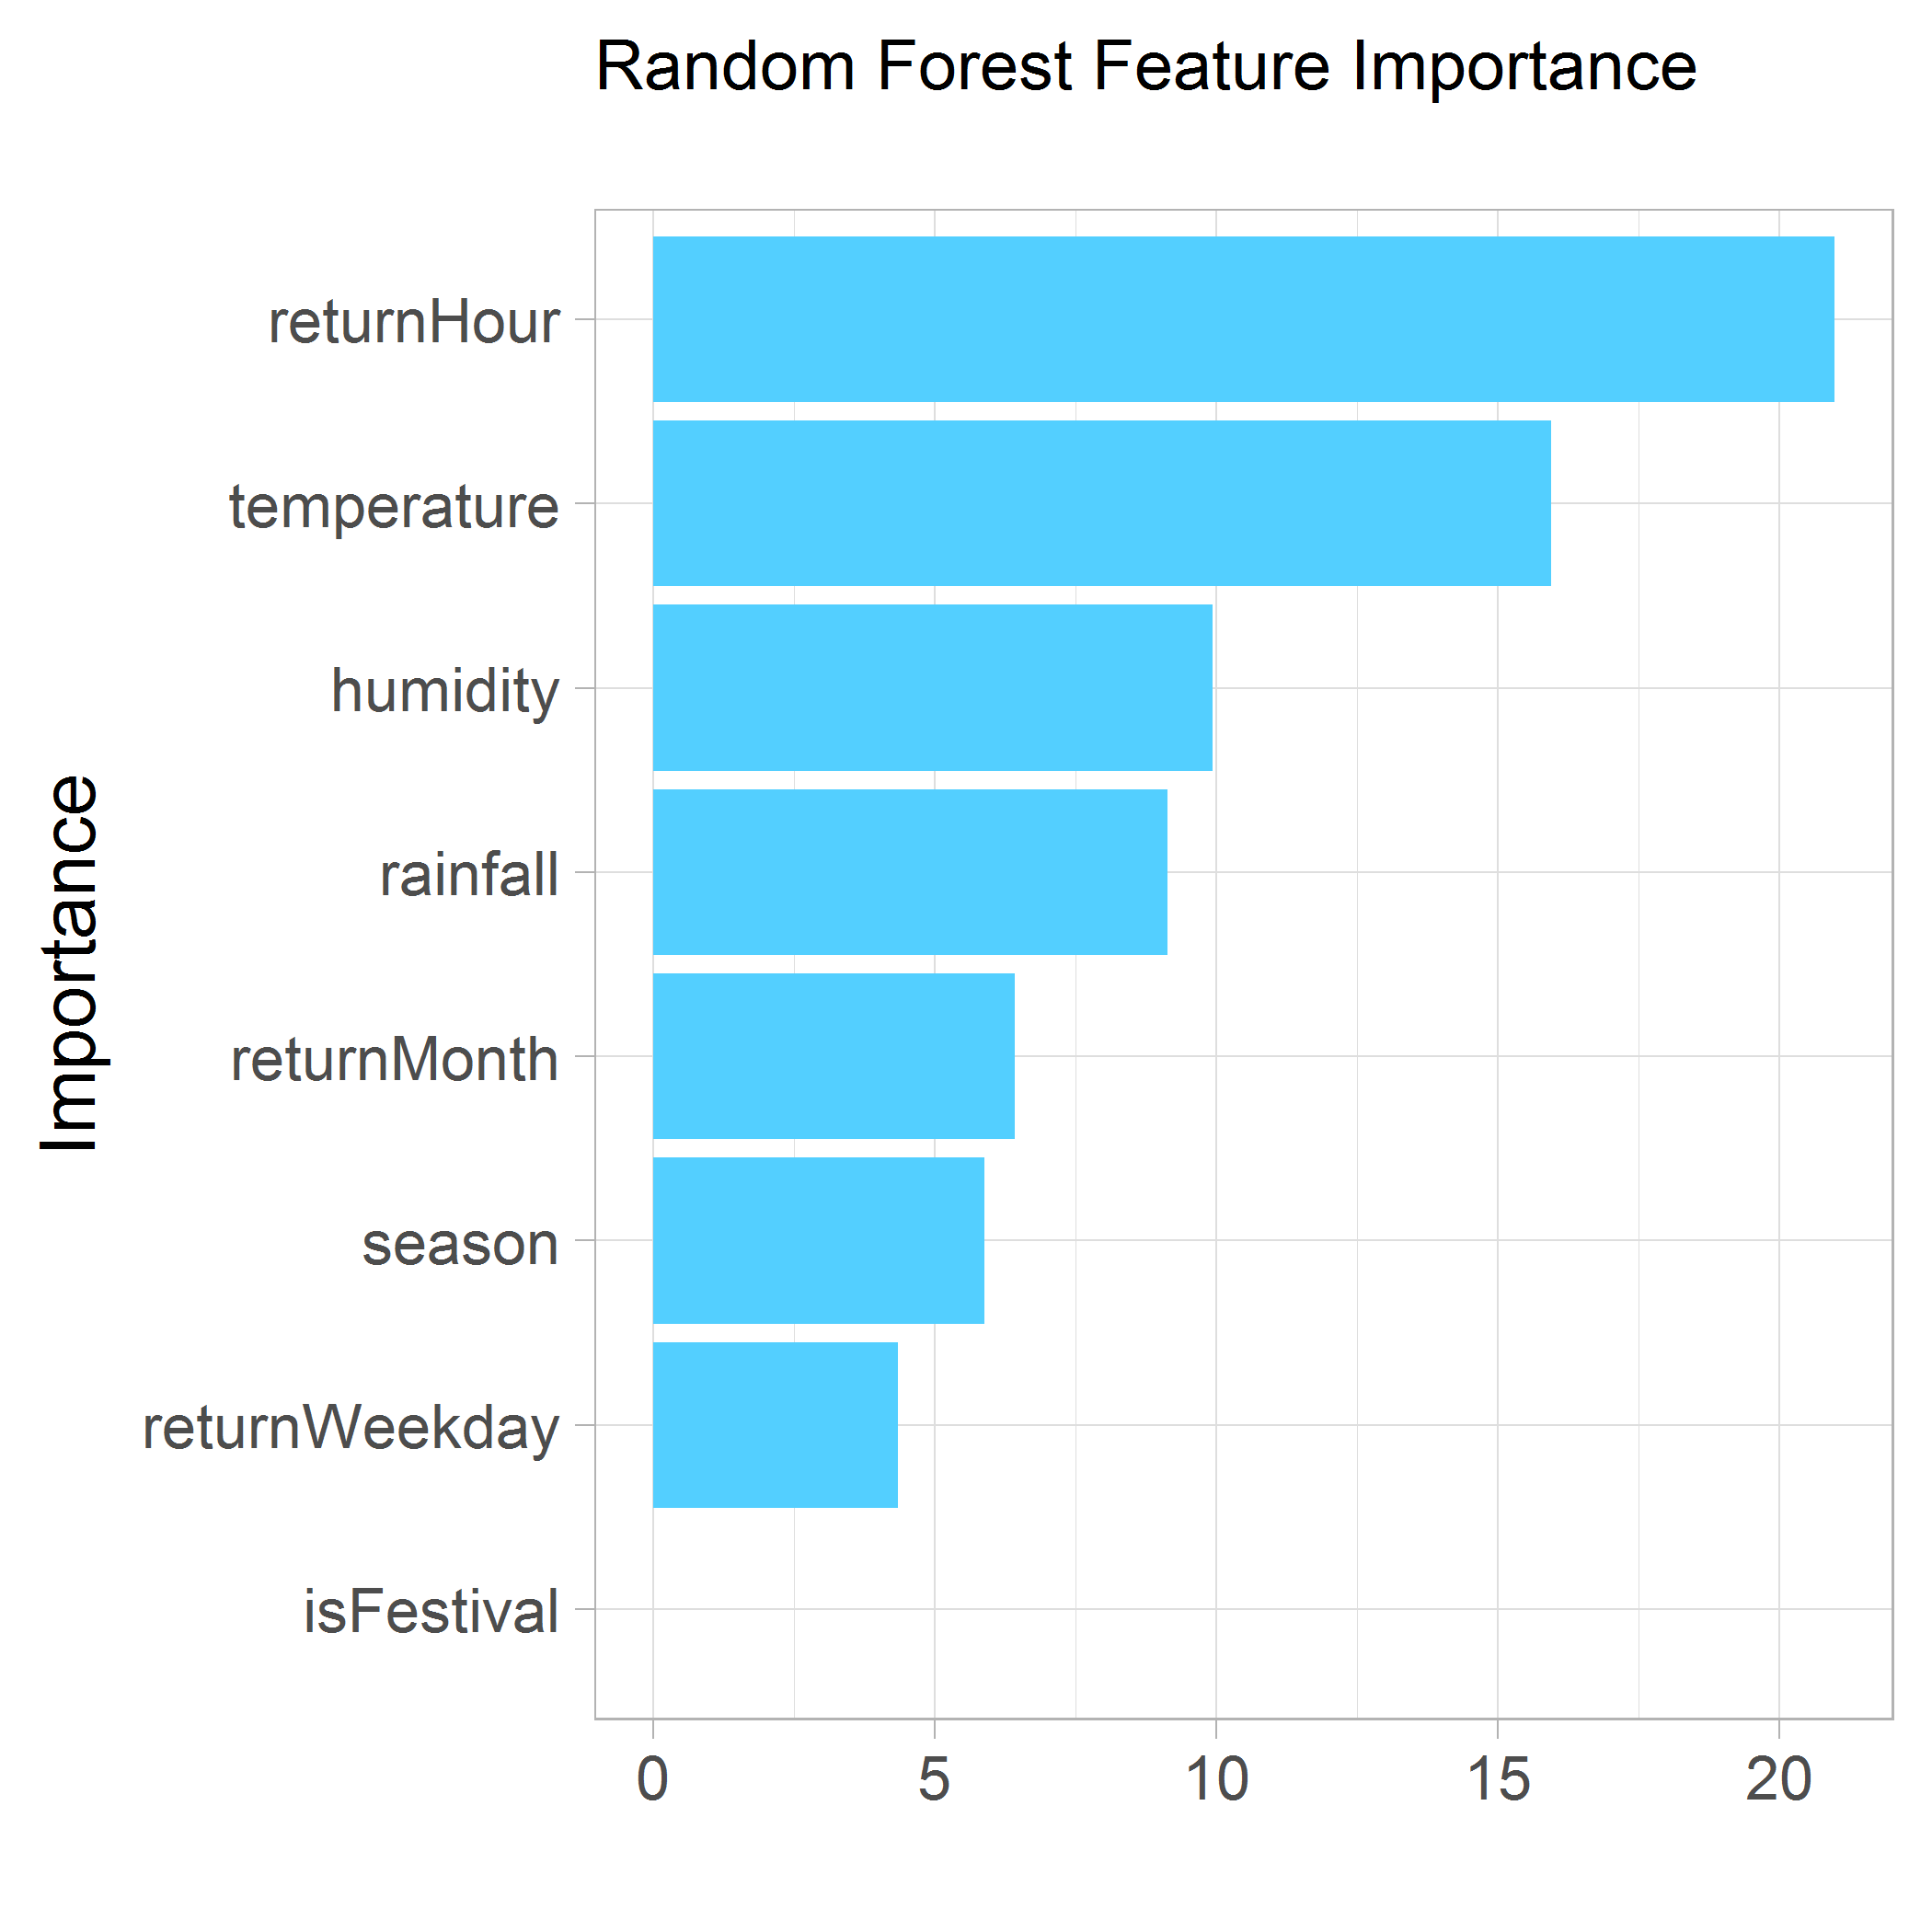 Random Forest Feature Importance
Importance
returnHour
temperature
humidity
rainfall
returnMonth
season
returnWeekday
isFestival
0 5 10 15 20